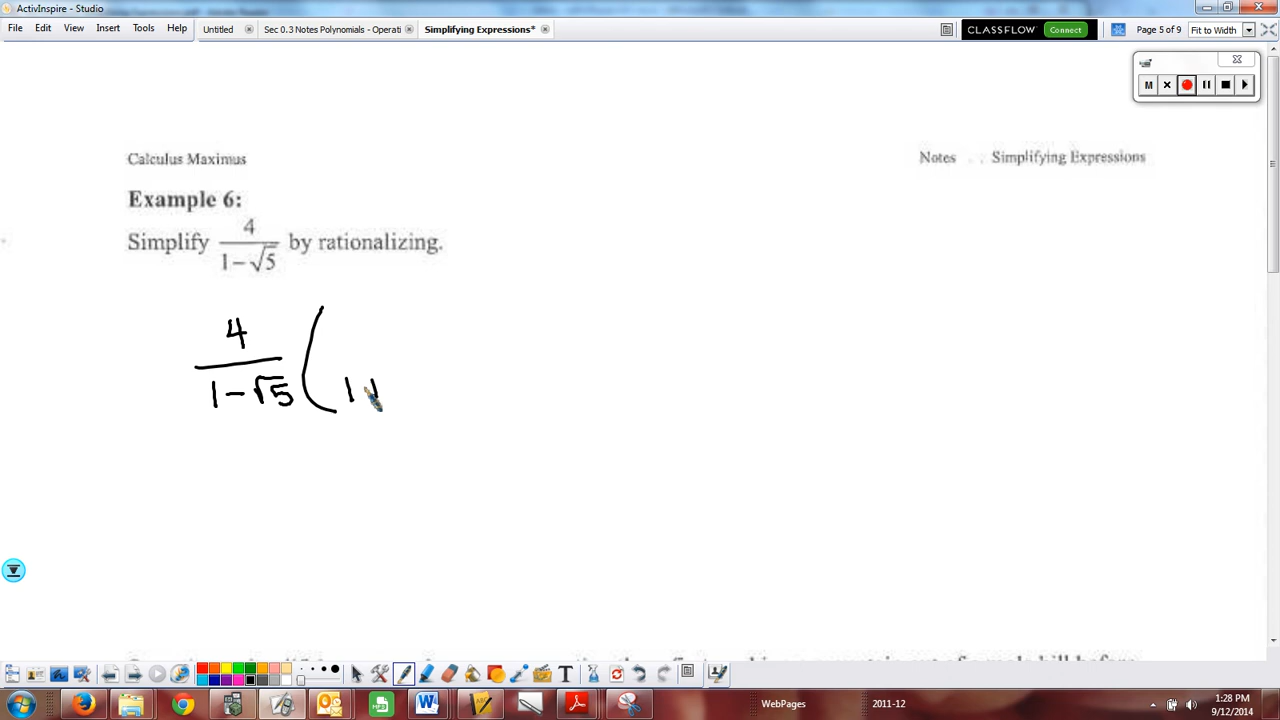 ActivInspire - Studio
File Edit View Insert Tools Help Untitled Sec 0.3 Notes Polynomials - Operati Simplifying Expressions* CLASSFLOW Connect Page 5 of 9 Fit to Width
M
Calculus Maximus Notes Simplifying Expressions
Example 6:
Simplify 4/(1-√5) by rationalizing.
4
1-√5 ( 1
WebPages 2011-12 1:28 PM
9/12/2014